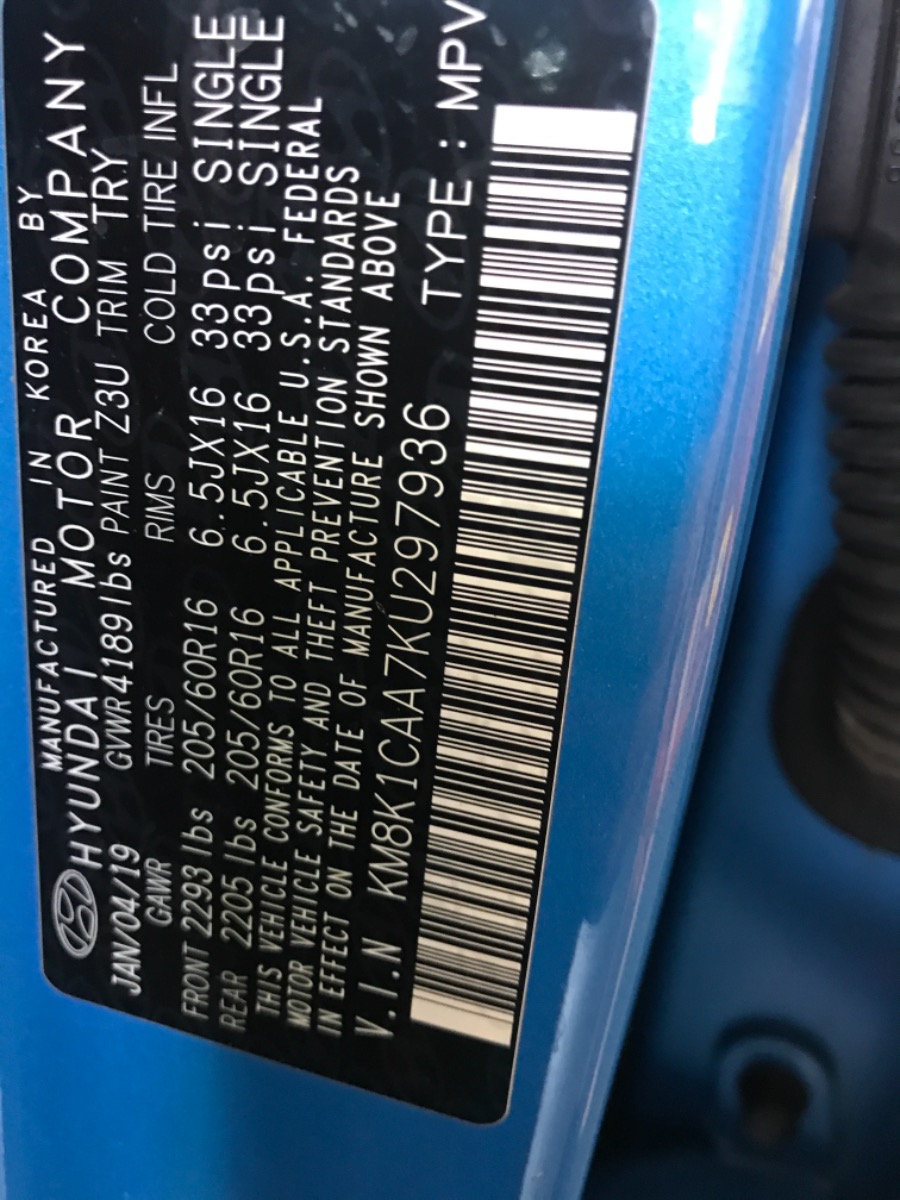 MANUFACTURED IN KOREA BY
HYUNDAI MOTOR COMPANY
JAN/04/19 GVWR4189lbs PAINT Z3U TRIM TRY
GAWR TIRES RIMS COLD TIRE INFL
FRONT 2293 lbs 205/60R16 6.5JX16 33psi SINGLE
REAR 2205 lbs 205/60R16 6.5JX16 33psi SINGLE
THIS VEHICLE CONFORMS TO ALL APPLICABLE U.S.A. FEDERAL
MOTOR VEHICLE SAFETY AND THEFT PREVENTION STANDARDS
IN EFFECT ON THE DATE OF MANUFACTURE SHOWN ABOVE
V.I.N KM8K1CAA7KU297936 TYPE : MPV